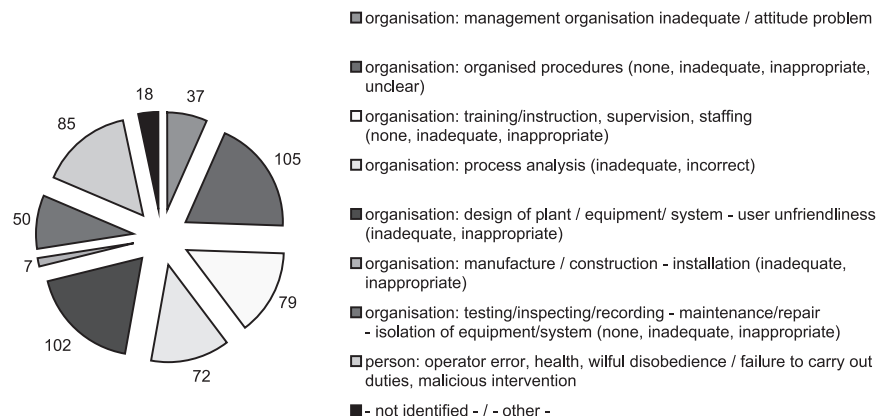 18
37
85
105
50
7
79
102
72
organisation: management organisation inadequate / attitude problem
organisation: organised procedures (none, inadequate, inappropriate,
unclear)
organisation: training/instruction, supervision, staffing
(none, inadequate, inappropriate)
organisation: process analysis (inadequate, incorrect)
organisation: design of plant / equipment/ system - user unfriendliness
(inadequate, inappropriate)
organisation: manufacture / construction - installation (inadequate,
inappropriate)
organisation: testing/inspecting/recording - maintenance/repair
- isolation of equipment/system (none, inadequate, inappropriate)
person: operator error, health, wilful disobedience / failure to carry out
duties, malicious intervention
- not identified - / - other -